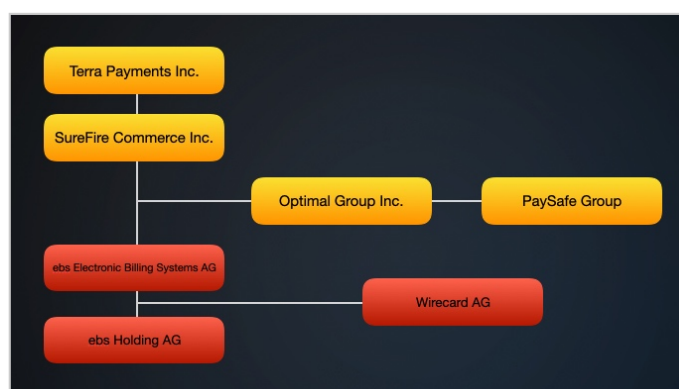 Terra Payments Inc.
SureFire Commerce Inc.
Optimal Group Inc.
PaySafe Group
ebs Electronic Billing Systems AG
Wirecard AG
ebs Holding AG